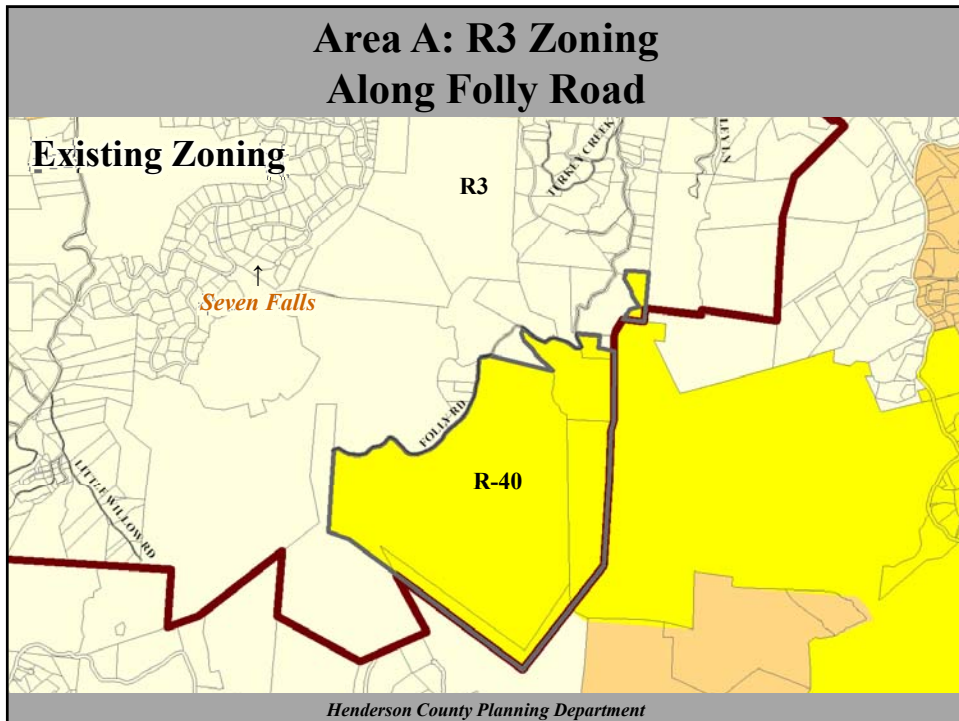 Area A: R3 Zoning
Along Folly Road
Existing Zoning
TURKEY CREEK
R3
↑
Seven Falls
FOLLY RD
R-40
LITTLE WILLOW RD
Henderson County Planning Department